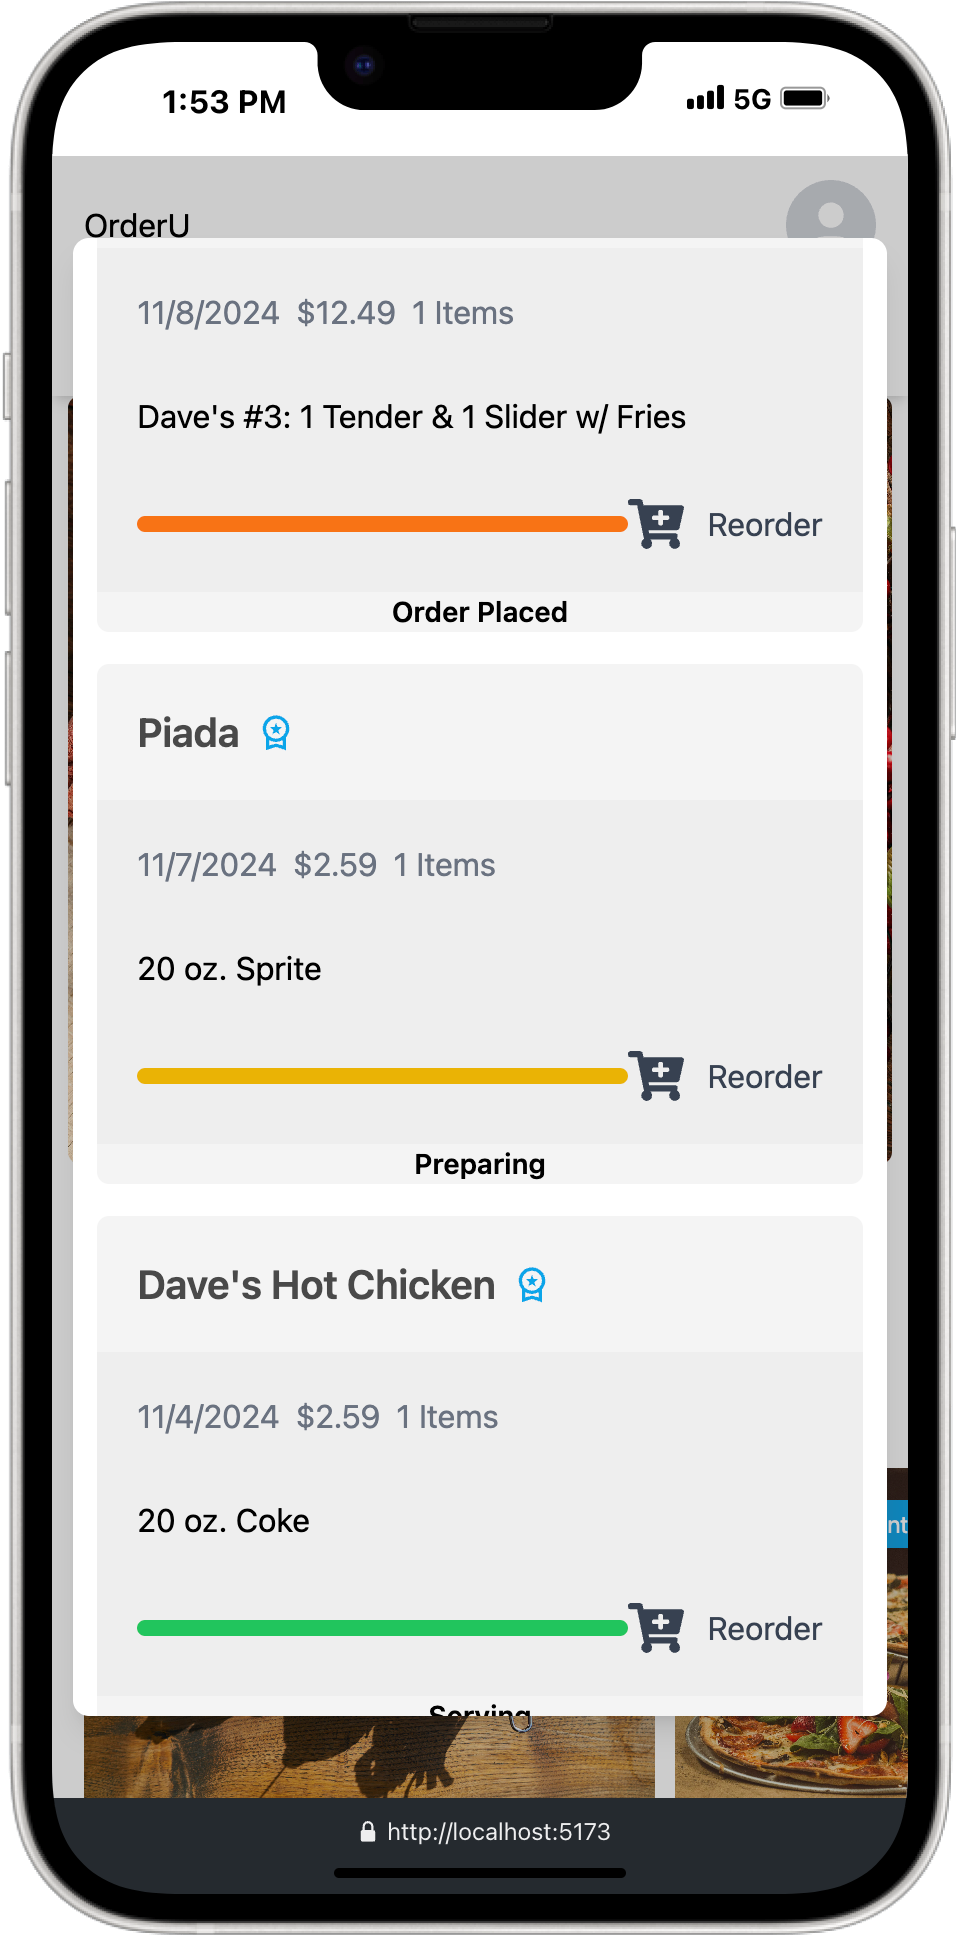 1:53 PM
5G
OrderU
11/8/2024 $12.49 1 Items
Dave's #3: 1 Tender & 1 Slider w/ Fries
Reorder
Order Placed
Piada
11/7/2024 $2.59 1 Items
20 oz. Sprite
Reorder
Preparing
Dave's Hot Chicken
11/4/2024 $2.59 1 Items
20 oz. Coke
nt
Reorder
Serving
http://localhost:5173